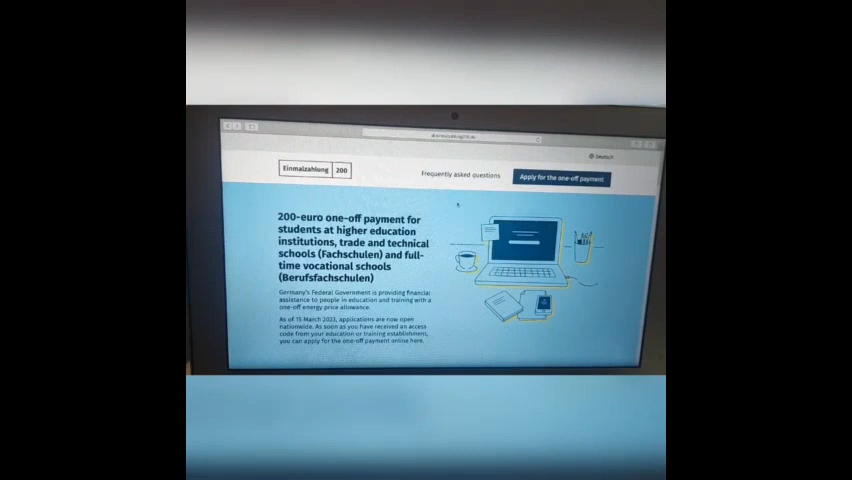 Deutsch
Einmalzahlung 200
Frequently asked questions
Apply for the one-off payment
200-euro one-off payment for
students at higher education
institutions, trade and technical
schools (Fachschulen) and full-
time vocational schools
(Berufsfachschulen)
Germany's Federal Government is providing financial
assistance to people in education and training with a
one-off energy price allowance.
As of 15 March 2023, applications are now open
nationwide. As soon as you have received an access
code from your education or training establishment,
you can apply for the one-off payment online here.